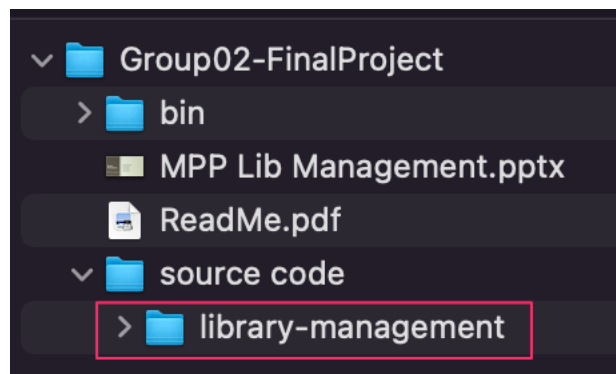 Group02-FinalProject
bin
MPP Lib Management.pptx
ReadMe.pdf
source code
library-management